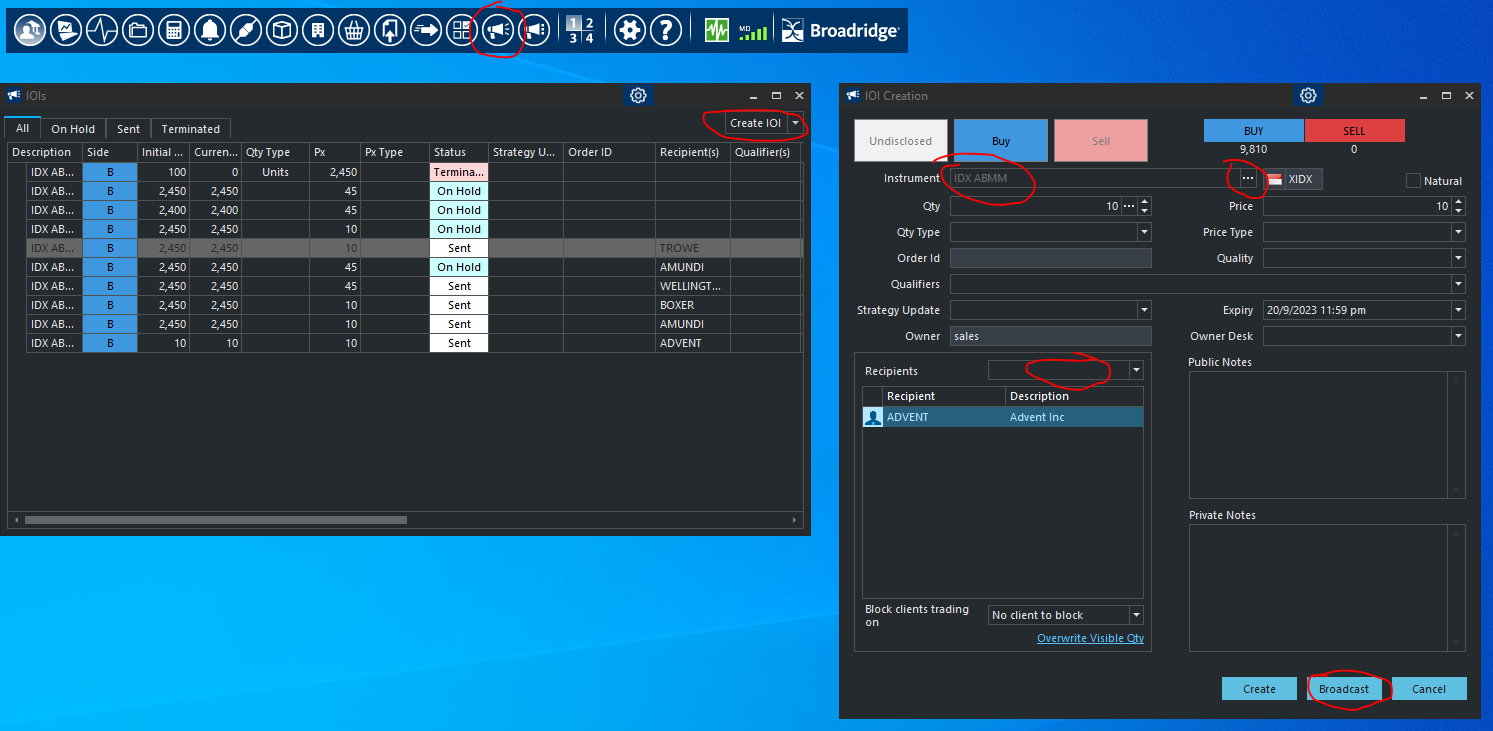 1 2
3 4
?
MD
Broadridge
IOIs
All On Hold Sent Terminated
Create IOI
Description Side Initial ... Curren... Qty Type Px Px Type Status Strategy U... Order ID Recipient(s) Qualifier(s)
IDX AB... B 100 0 Units 2,450 Termina...
IDX AB... B 2,450 2,450 45 On Hold
IDX AB... B 2,400 2,400 45 On Hold
IDX AB... B 2,450 2,450 10 On Hold
IDX AB... B 2,450 2,450 10 Sent TROWE
IDX AB... B 2,450 2,450 45 On Hold AMUNDI
IDX AB... B 2,450 2,450 45 Sent WELLINGT...
IDX AB... B 2,450 2,450 10 Sent BOXER
IDX AB... B 2,450 2,450 10 Sent AMUNDI
IDX AB... B 10 10 10 Sent ADVENT
IOI Creation
Undisclosed Buy Sell BUY SELL
9,810 0
Instrument IDX ABMM ... XIDX Natural
Qty 10 ... Price 10
Qty Type Price Type
Order Id Quality
Qualifiers
Strategy Update Expiry 20/9/2023 11:59 pm
Owner sales Owner Desk
Recipients
Recipient Description
ADVENT Advent Inc
Block clients trading
on
No client to block
Overwrite Visible Qty
Public Notes
Private Notes
Create Broadcast Cancel